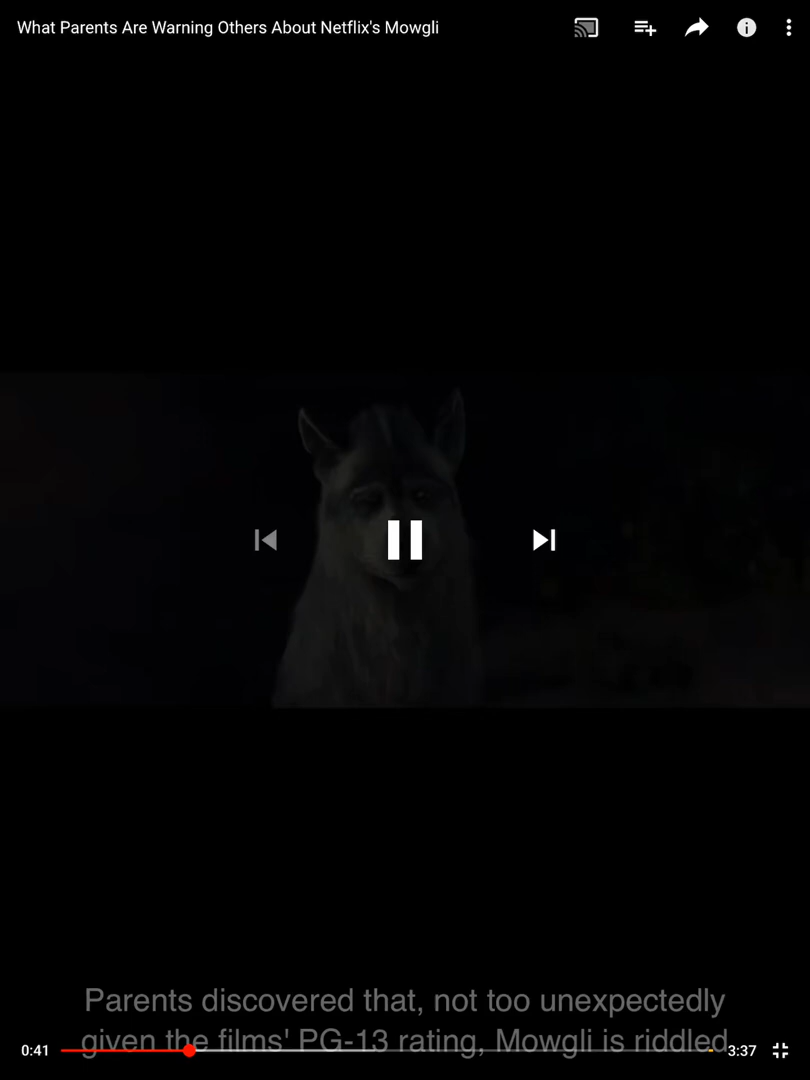 What Parents Are Warning Others About Netflix's Mowgli
Parents discovered that, not too unexpectedly
given the films' PG-13 rating, Mowgli is riddled
0:41
3:37